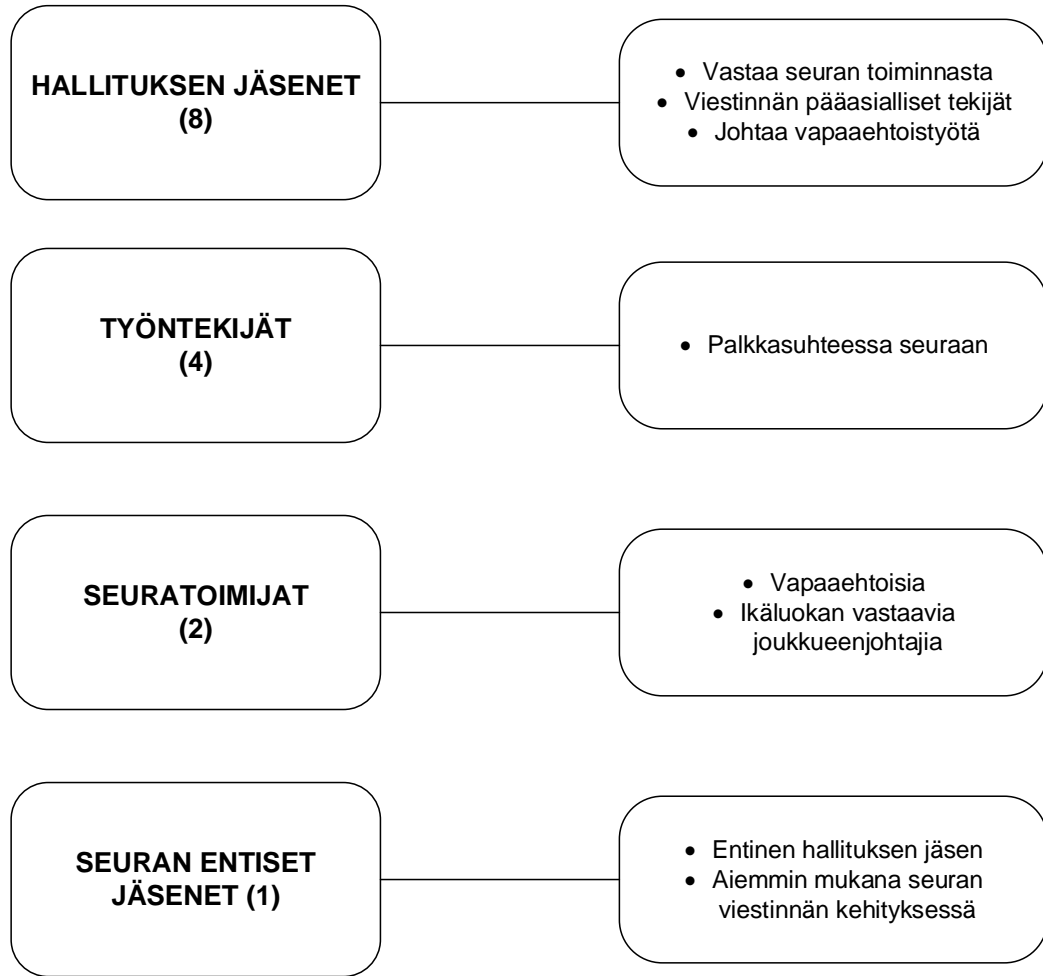 HALLITUKSEN JÄSENET
(8)
• Vastaa seuran toiminnasta
• Viestinnän pääasialliset tekijät
• Johtaa vapaaehtoistyötä
TYÖNTEKIJÄT
(4)
• Palkkasuhteessa seuraan
SEURATOIMIJAT
(2)
• Vapaaehtoisia
• Ikäluokan vastaavia
joukkueenjohtajia
SEURAN ENTISET
JÄSENET (1)
• Entinen hallituksen jäsen
• Aiemmin mukana seuran
viestinnän kehityksessä